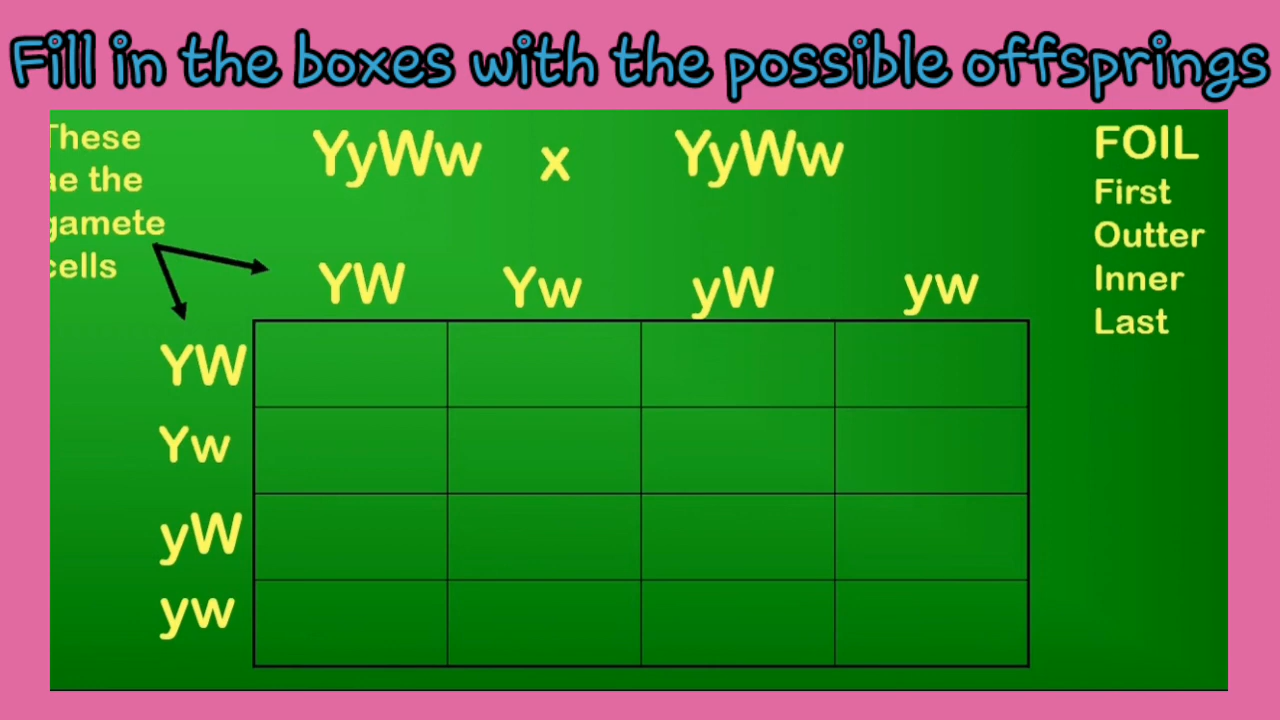 Fill in the boxes with the possible offsprings
These
ae the
gamete
cells
YyWw x YyWw
FOIL
First
Outter
Inner
Last
YW Yw yW yw
YW
Yw
yW
yw